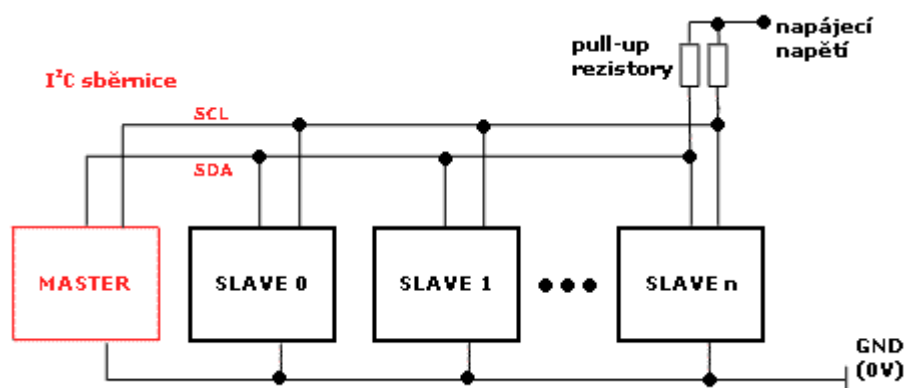 napájecí
napětí
pull-up
rezistory
I²C sběrnice
SCL
SDA
MASTER
SLAVE 0
SLAVE 1
SLAVE n
GND
(0V)